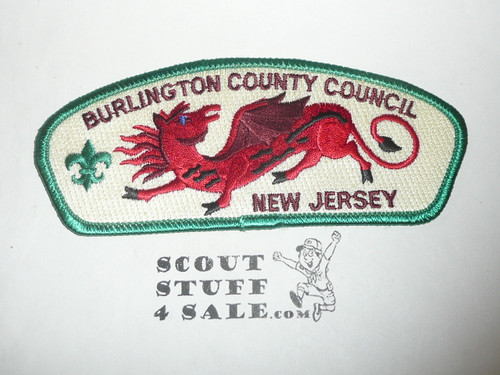 BURLINGTON COUNTY COUNCIL
NEW JERSEY
SCOUT
STUFF
4 SALE.COM